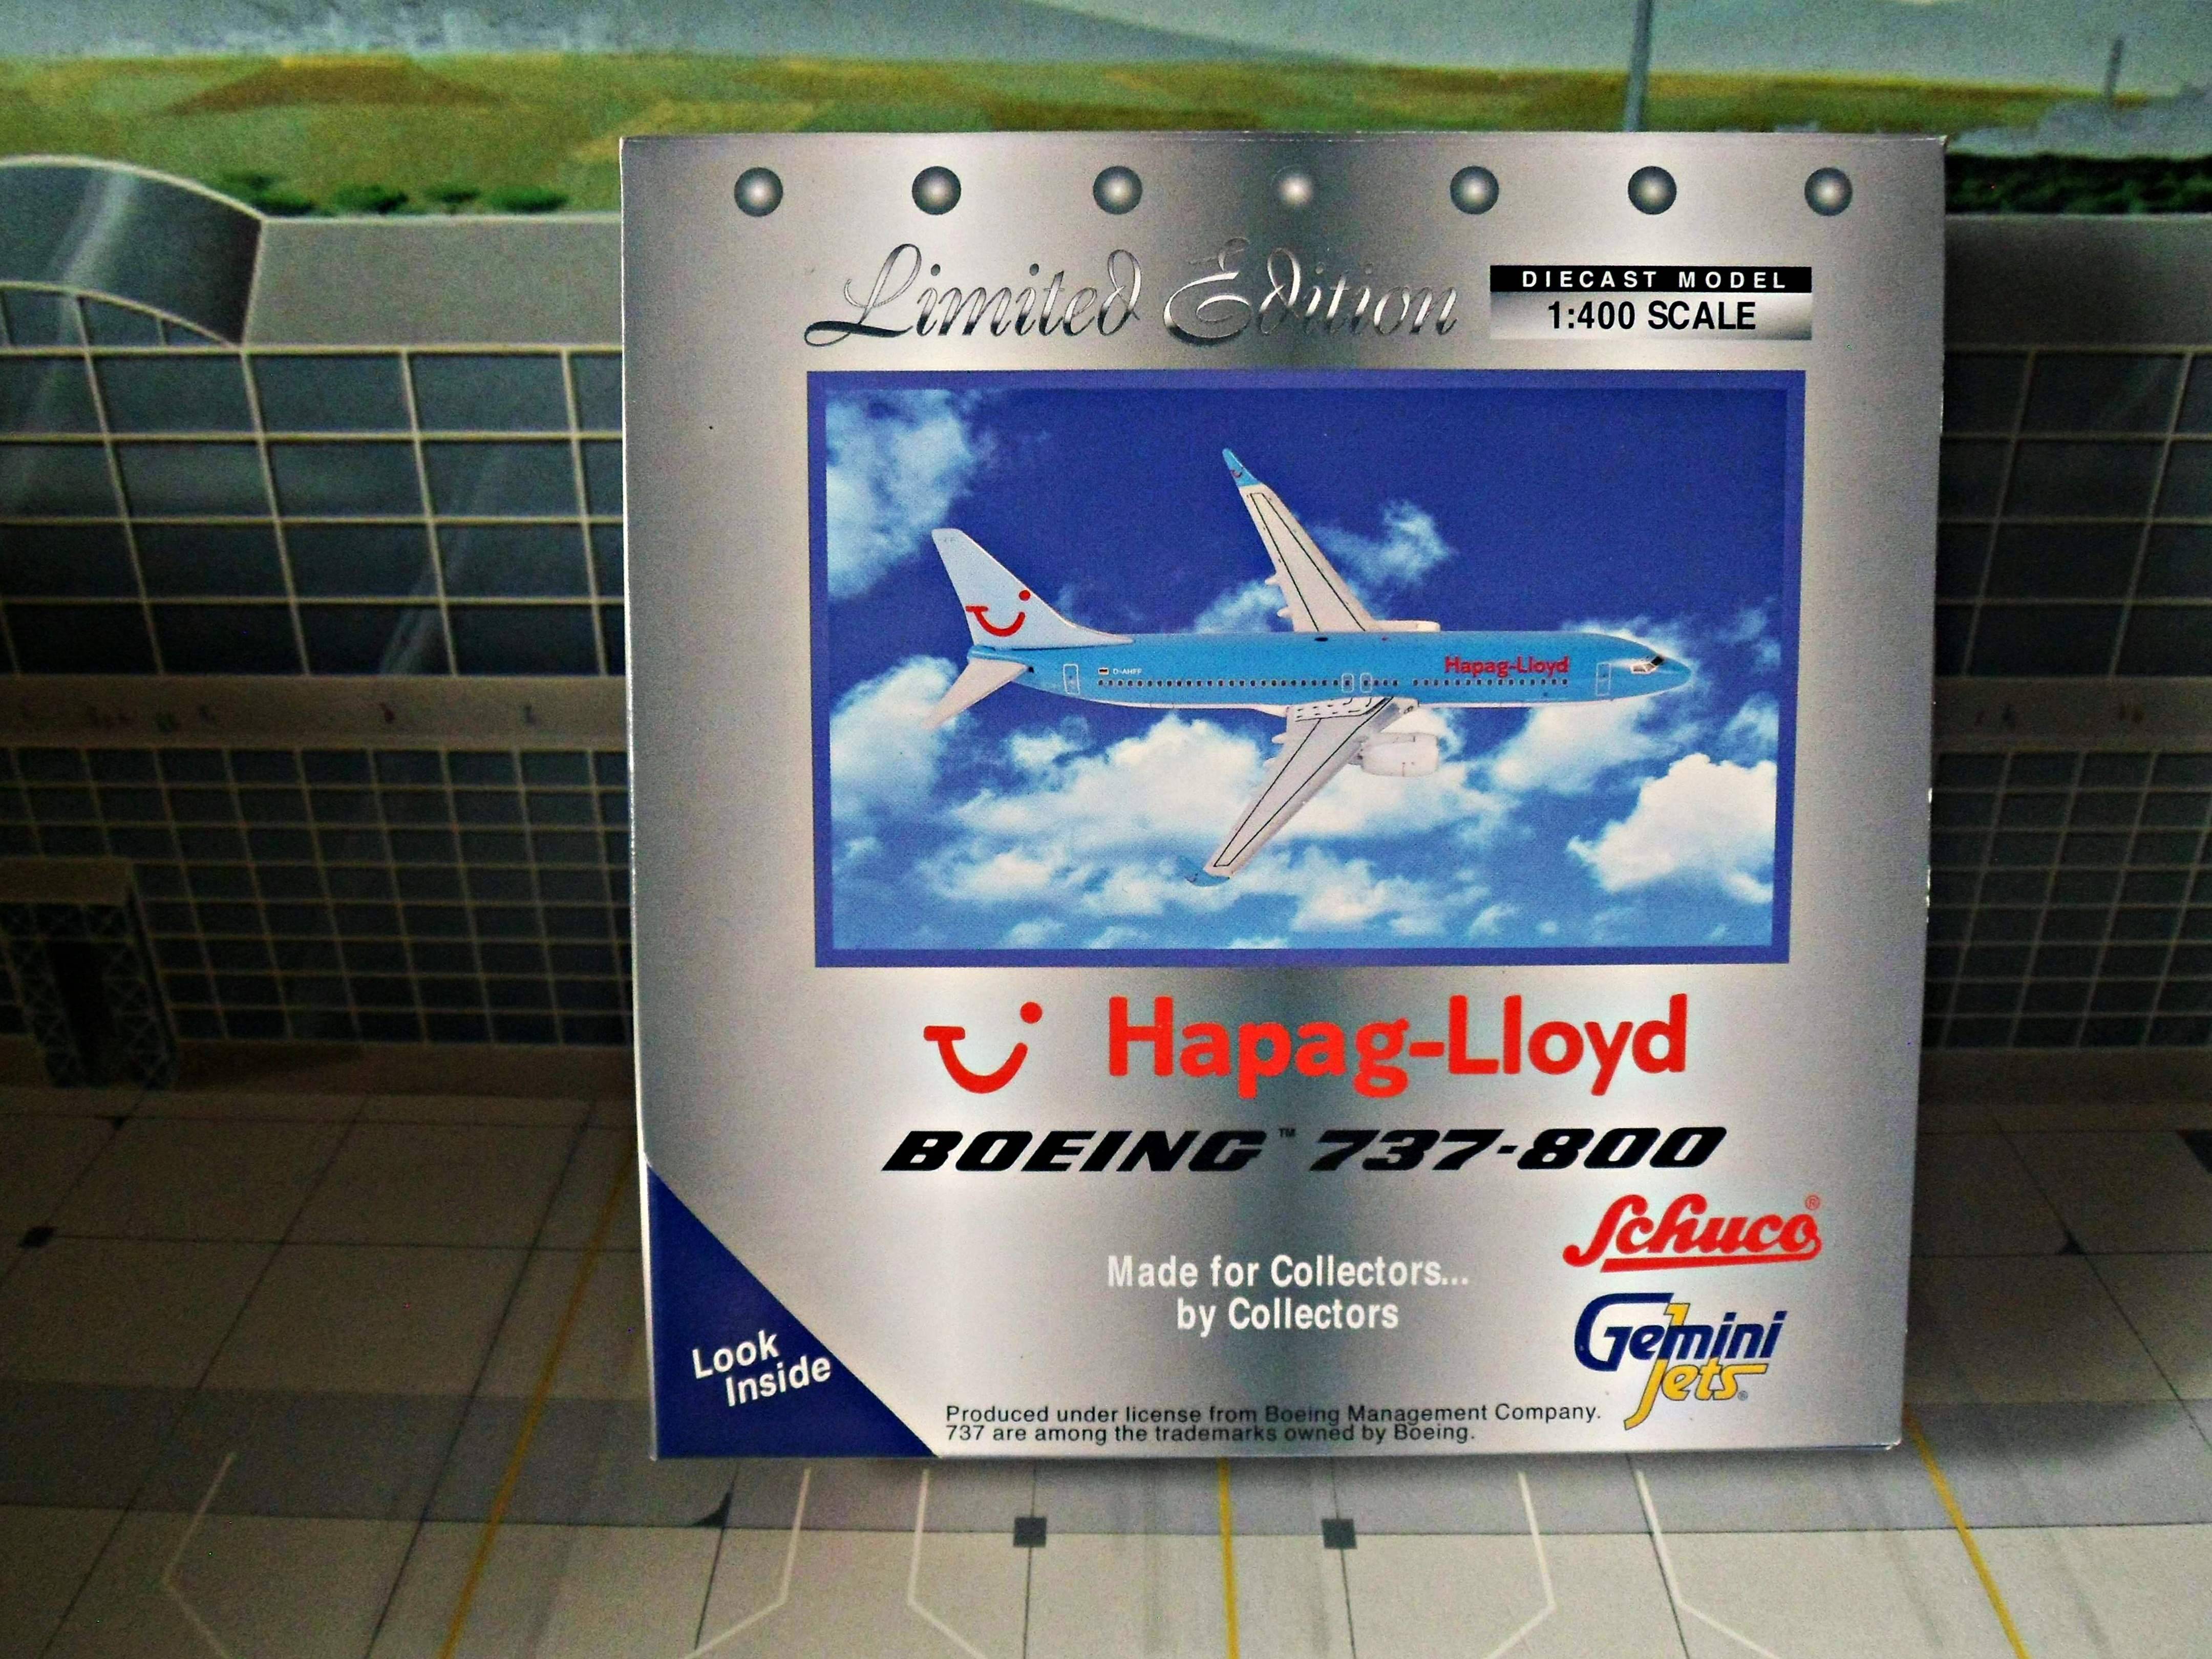 Limited Edition
DIECAST MODEL
1:400 SCALE
D-AHFF
Hapag-Lloyd
Hapag-Lloyd
BOEING™ 737-800
Schuco®
Made for Collectors...
by Collectors
Gemini
Jets®
Look
Inside
Produced under license from Boeing Management Company.
737 are among the trademarks owned by Boeing.